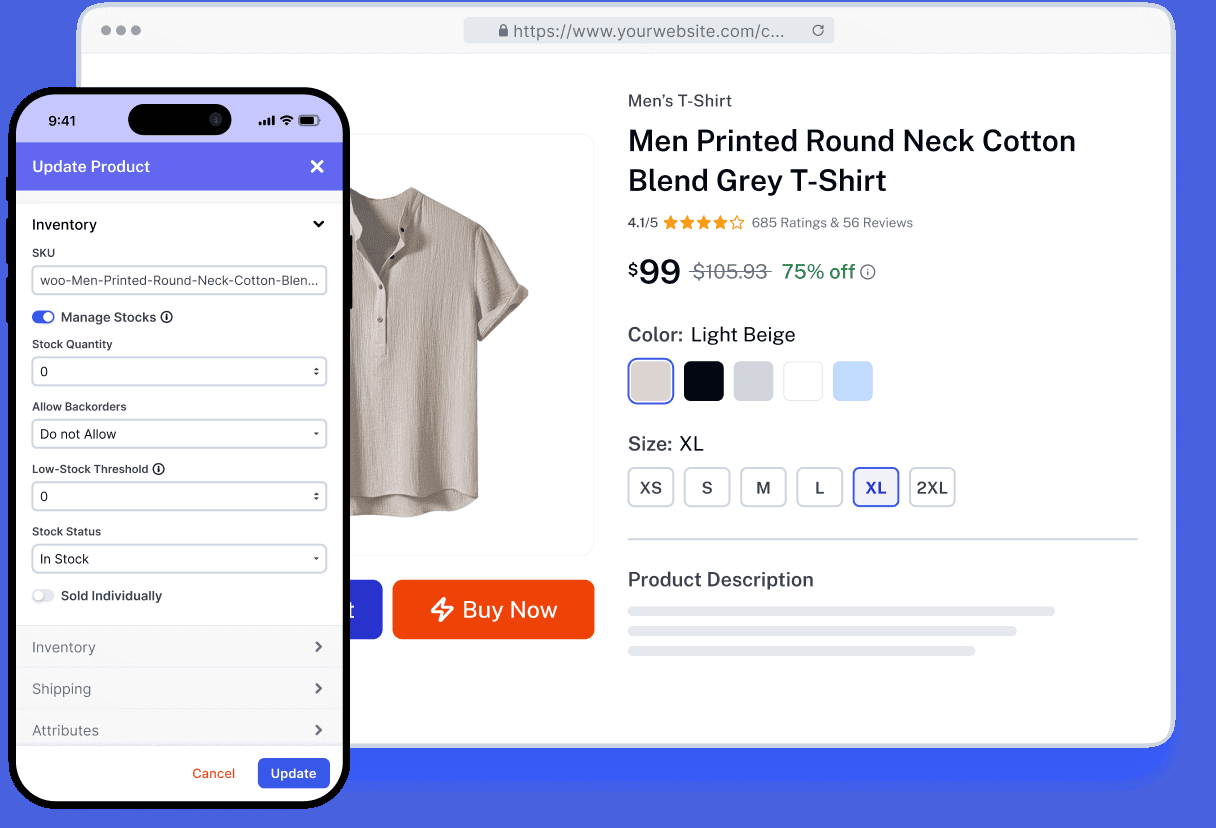 https://www.yourwebsite.com/c...
9:41
Update Product
Inventory
SKU
woo-Men-Printed-Round-Neck-Cotton-Blen...
Manage Stocks
Stock Quantity
0
Allow Backorders
Do not Allow
Low-Stock Threshold
0
Stock Status
In Stock
Sold Individually
Inventory
Shipping
Attributes
Cancel
Update
t
Buy Now
Men’s T-Shirt
Men Printed Round Neck Cotton
Blend Grey T-Shirt
4.1/5 685 Ratings & 56 Reviews
$99 $105.93 75% off
Color: Light Beige
Size: XL
XS S M L XL 2XL
Product Description